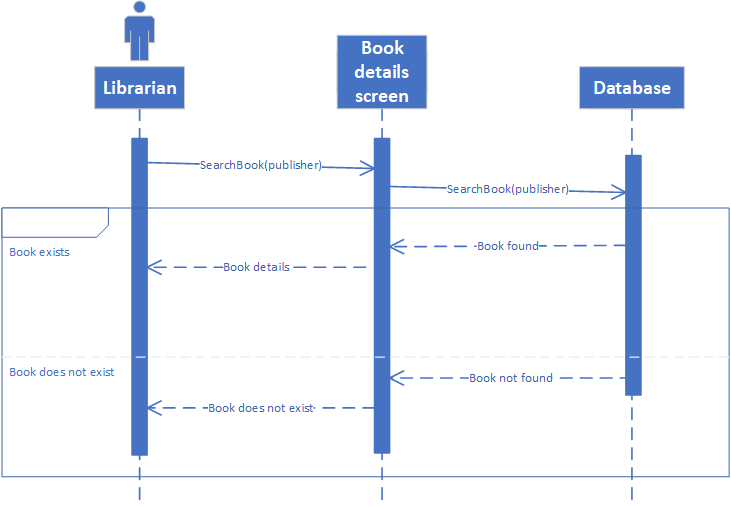 Librarian
Book
details
screen
Database
SearchBook(publisher)
SearchBook(publisher)
Book exists
Book found
Book details
Book does not exist
Book not found
Book does not exist